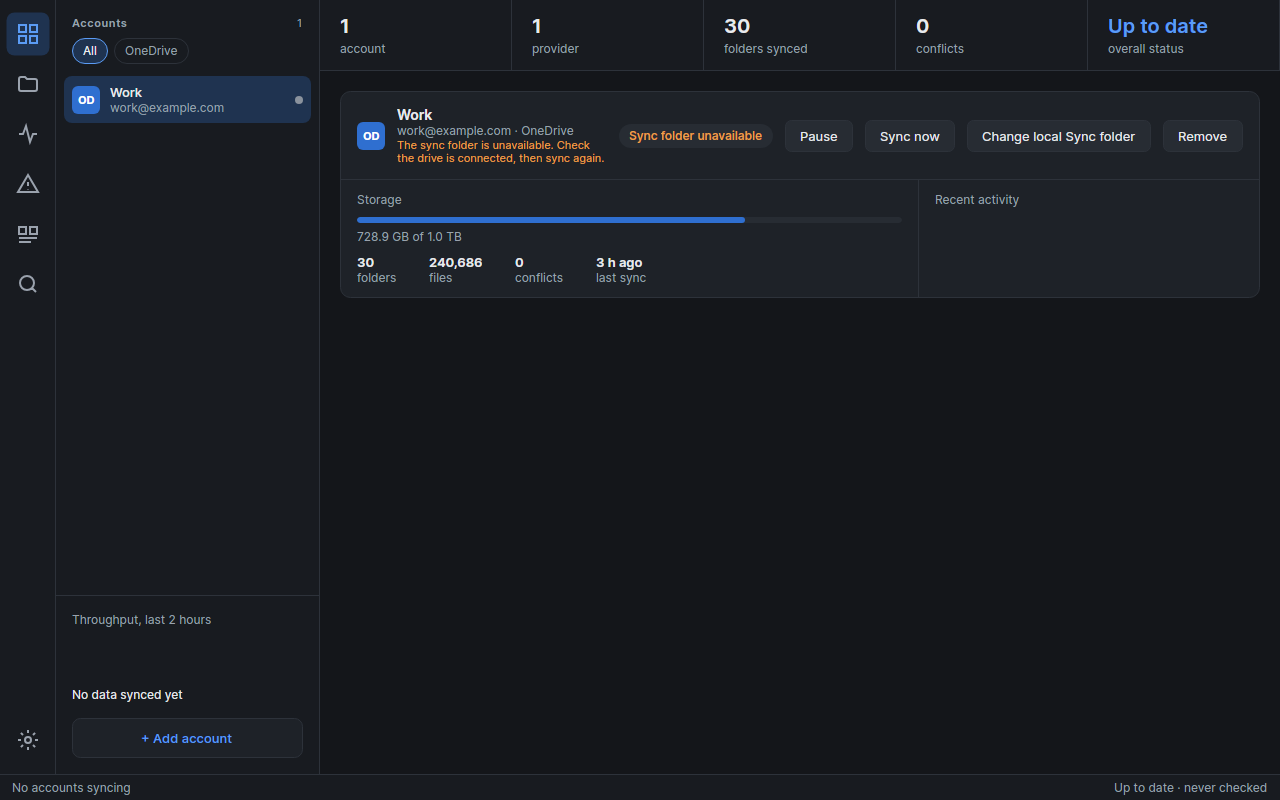 Accounts 1
All OneDrive
OD Work
work@example.com
Throughput, last 2 hours
No data synced yet
+ Add account
1
account
1
provider
30
folders synced
0
conflicts
Up to date
overall status
OD
Work
work@example.com · OneDrive
The sync folder is unavailable. Check
the drive is connected, then sync again.
Sync folder unavailable
Pause
Sync now
Change local Sync folder
Remove
Storage
728.9 GB of 1.0 TB
30
folders
240,686
files
0
conflicts
3 h ago
last sync
Recent activity
No accounts syncing
Up to date · never checked